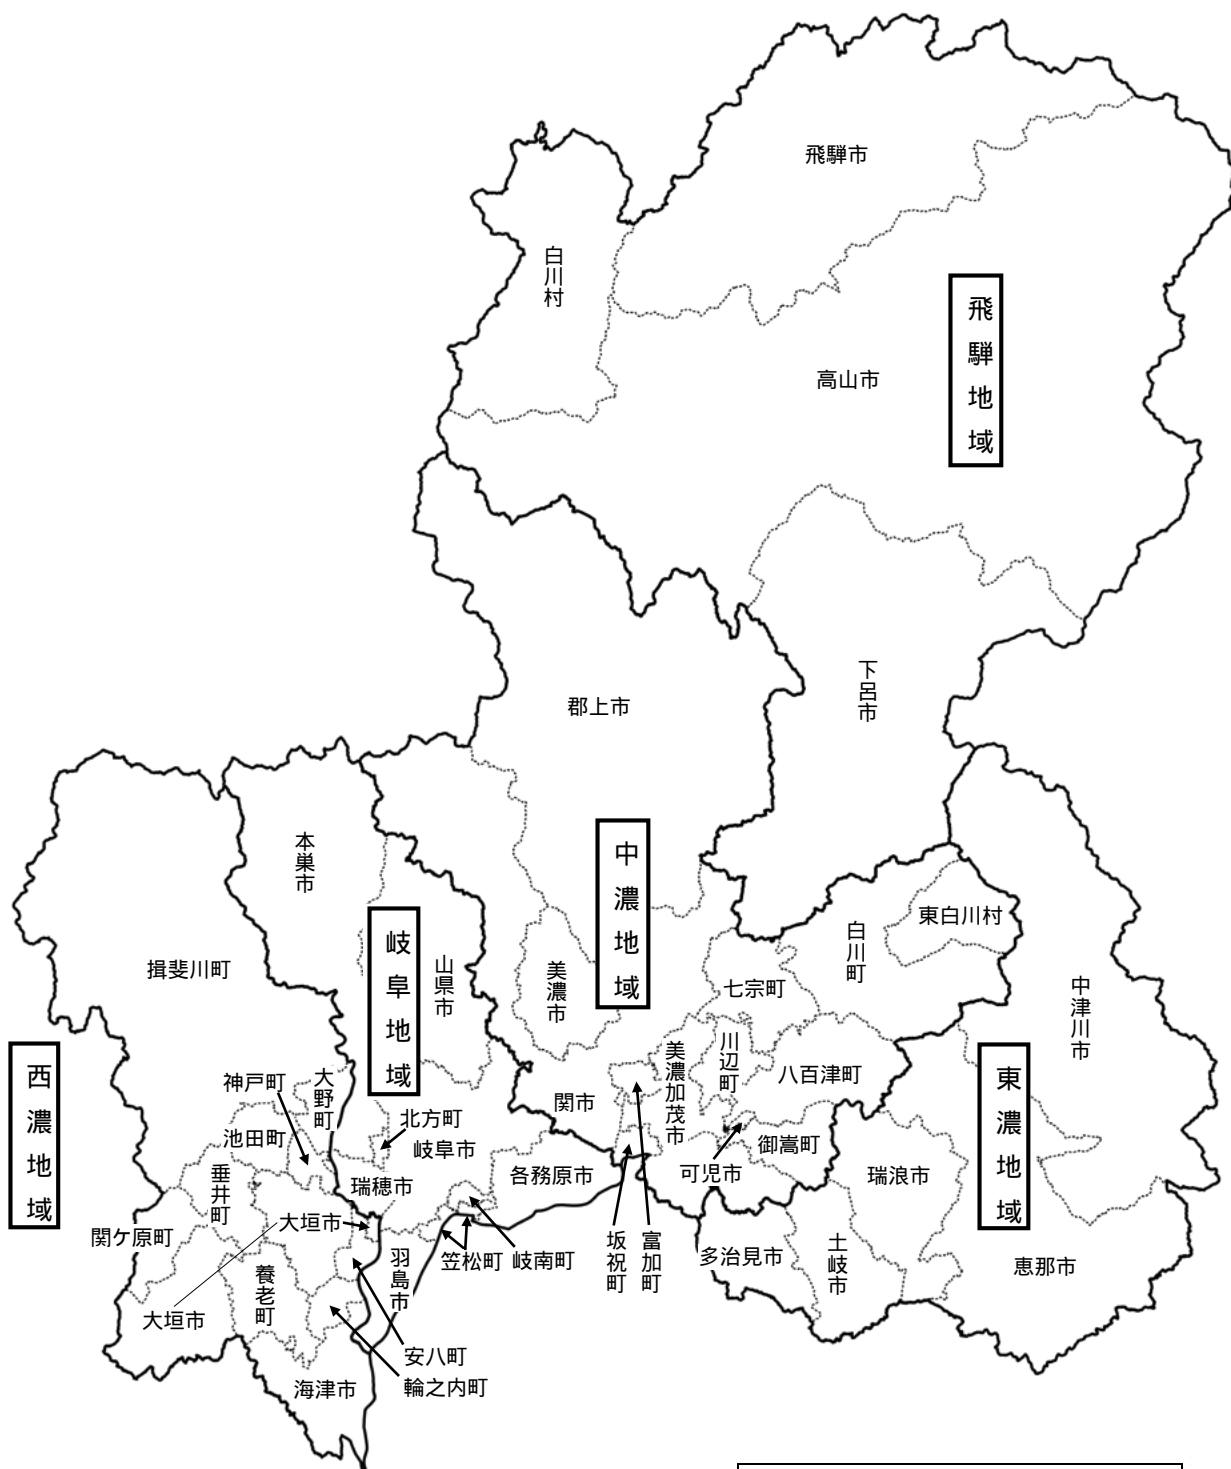 飛騨市
白川村
飛騨地域
高山市
下呂市
郡上市
本巣市
中濃地域
岐阜地域
東白川村
白川町
山県市
美濃市
揖斐川町
七宗町
中津川市
西濃地域
東濃地域
神戸町
大野町
美濃加茂市
川辺町
八百津町
関市
北方町
池田町
岐阜市
御嵩町
各務原市
可児市
瑞浪市
垂井町
瑞穂市
大垣市
関ケ原町
羽島市
笠松町
岐南町
坂祝町
富加町
多治見市
土岐市
恵那市
養老町
大垣市
安八町
輪之内町
海津市